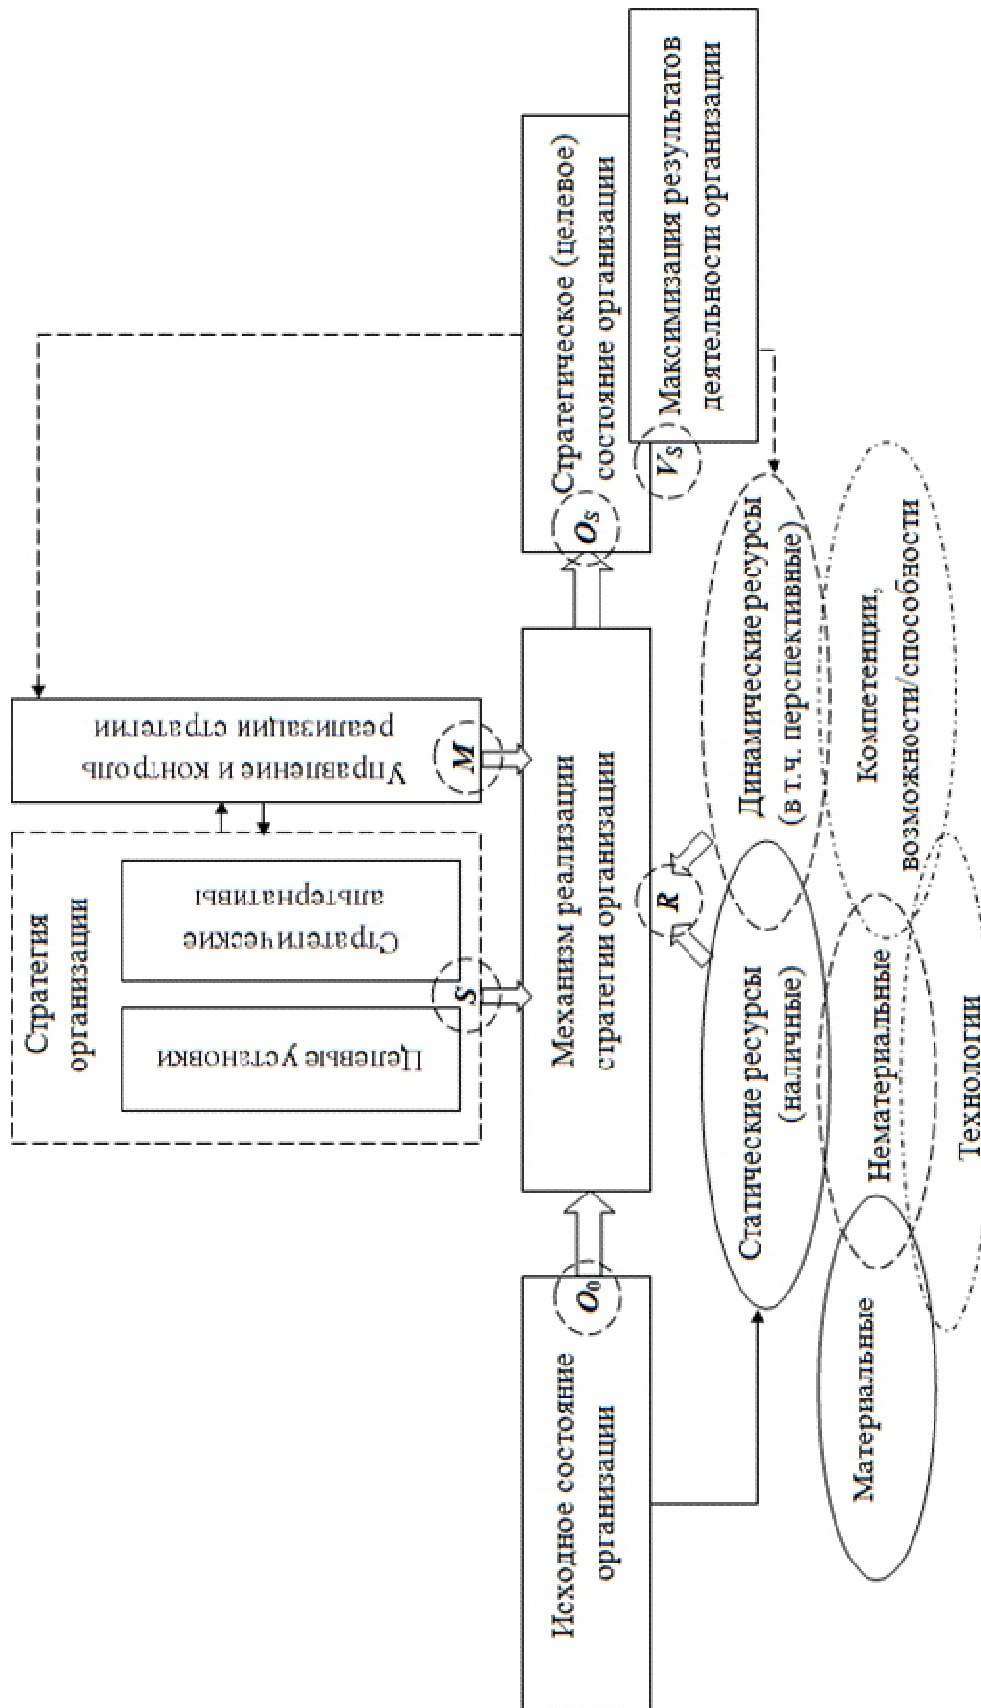 Стратегия
организации
Целевые установки
Стратегические
альтернативы
Управление и контроль
реализации стратегии
S
M
Исходное состояние
организации
O0
Механизм реализации
стратегии организации
OS
Стратегическое (целевое)
состояние организации
VS
Максимизация результатов
деятельности организации
R
Статические ресурсы
(наличные)
Динамические ресурсы
(в т.ч. перспективные)
Материальные
Нематериальные
Компетенции,
возможности/способности
Технологии